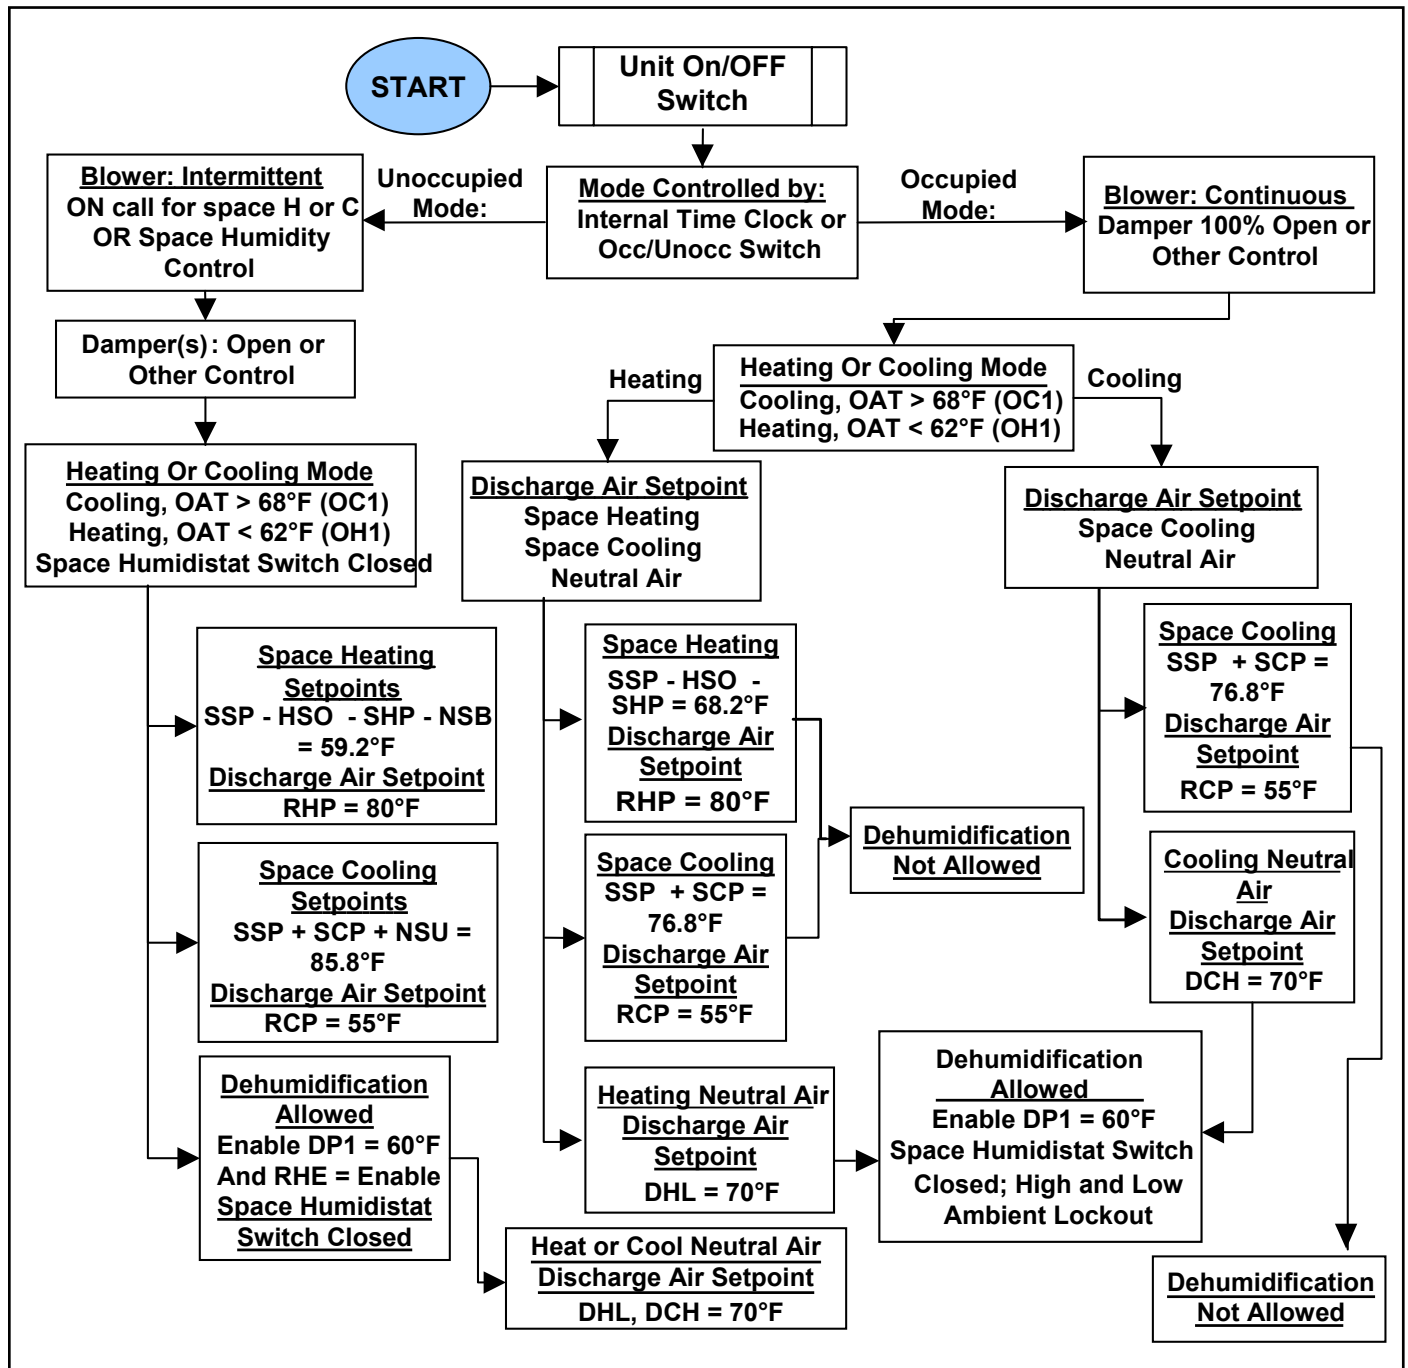 START
Unit On/OFF
Switch
Blower: Intermittent
ON call for space H or C
OR Space Humidity
Control
Unoccupied
Mode:
Mode Controlled by:
Internal Time Clock or
Occ/Unocc Switch
Occupied
Mode:
Blower: Continuous
Damper 100% Open or
Other Control
Damper(s): Open or
Other Control
Heating
Heating Or Cooling Mode
Cooling, OAT > 68°F (OC1)
Heating, OAT < 62°F (OH1)
Cooling
Heating Or Cooling Mode
Cooling, OAT > 68°F (OC1)
Heating, OAT < 62°F (OH1)
Space Humidistat Switch Closed
Discharge Air Setpoint
Space Heating
Space Cooling
Neutral Air
Discharge Air Setpoint
Space Cooling
Neutral Air
Space Heating
Setpoints
SSP - HSO - SHP - NSB
= 59.2°F
Discharge Air Setpoint
RHP = 80°F
Space Heating
SSP - HSO -
SHP = 68.2°F
Discharge Air
Setpoint
RHP = 80°F
Space Cooling
SSP + SCP =
76.8°F
Discharge Air
Setpoint
RCP = 55°F
Dehumidification
Not Allowed
Space Cooling
Setpoints
SSP + SCP + NSU =
85.8°F
Discharge Air Setpoint
RCP = 55°F
Space Cooling
SSP + SCP =
76.8°F
Discharge Air
Setpoint
RCP = 55°F
Cooling Neutral
Air
Discharge Air
Setpoint
DCH = 70°F
Dehumidification
Allowed
Enable DP1 = 60°F
And RHE = Enable
Space Humidistat
Switch Closed
Heating Neutral Air
Discharge Air
Setpoint
DHL = 70°F
Dehumidification
Allowed
Enable DP1 = 60°F
Space Humidistat Switch
Closed; High and Low
Ambient Lockout
Heat or Cool Neutral Air
Discharge Air Setpoint
DHL, DCH = 70°F
Dehumidification
Not Allowed